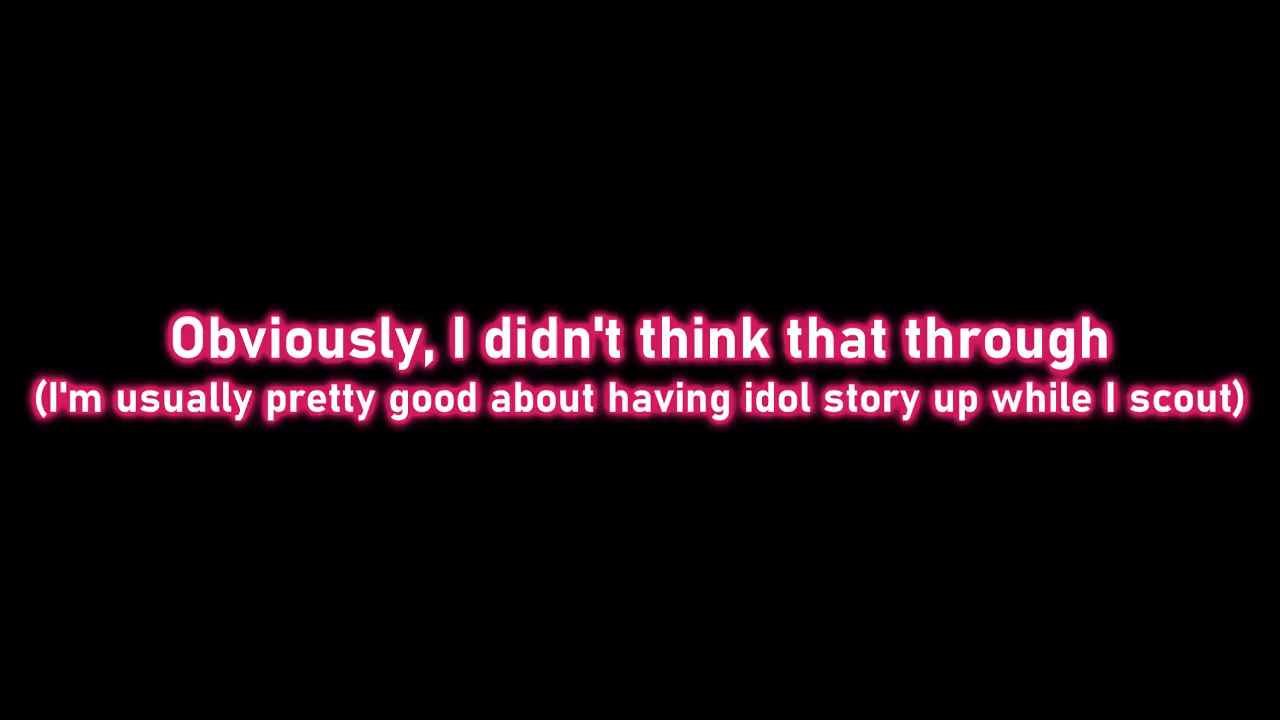 Obviously, I didn't think that through
(I'm usually pretty good about having idol story up while I scout)